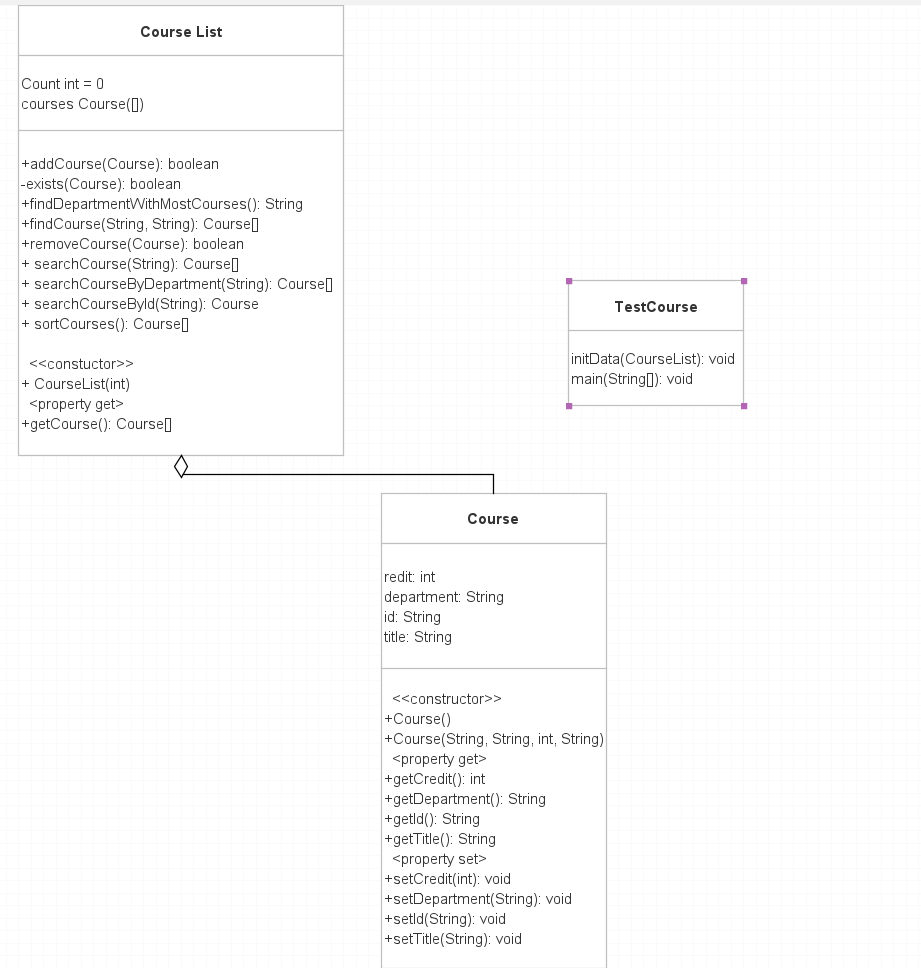 Course List
Count int = 0
courses Course([])
+addCourse(Course): boolean
-exists(Course): boolean
+findDepartmentWithMostCourses(): String
+findCourse(String, String): Course[]
+removeCourse(Course): boolean
+ searchCourse(String): Course[]
+ searchCourseByDepartment(String): Course[]
+ searchCourseById(String): Course
+ sortCourses(): Course[]
<<constuctor>>
+ CourseList(int)
<property get>
+getCourse(): Course[]
TestCourse
initData(CourseList): void
main(String[]): void
Course
redit: int
department: String
id: String
title: String
<<constructor>>
+Course()
+Course(String, String, int, String)
<property get>
+getCredit(): int
+getDepartment(): String
+getId(): String
+getTitle(): String
<property set>
+setCredit(int): void
+setDepartment(String): void
+setId(String): void
+setTitle(String): void